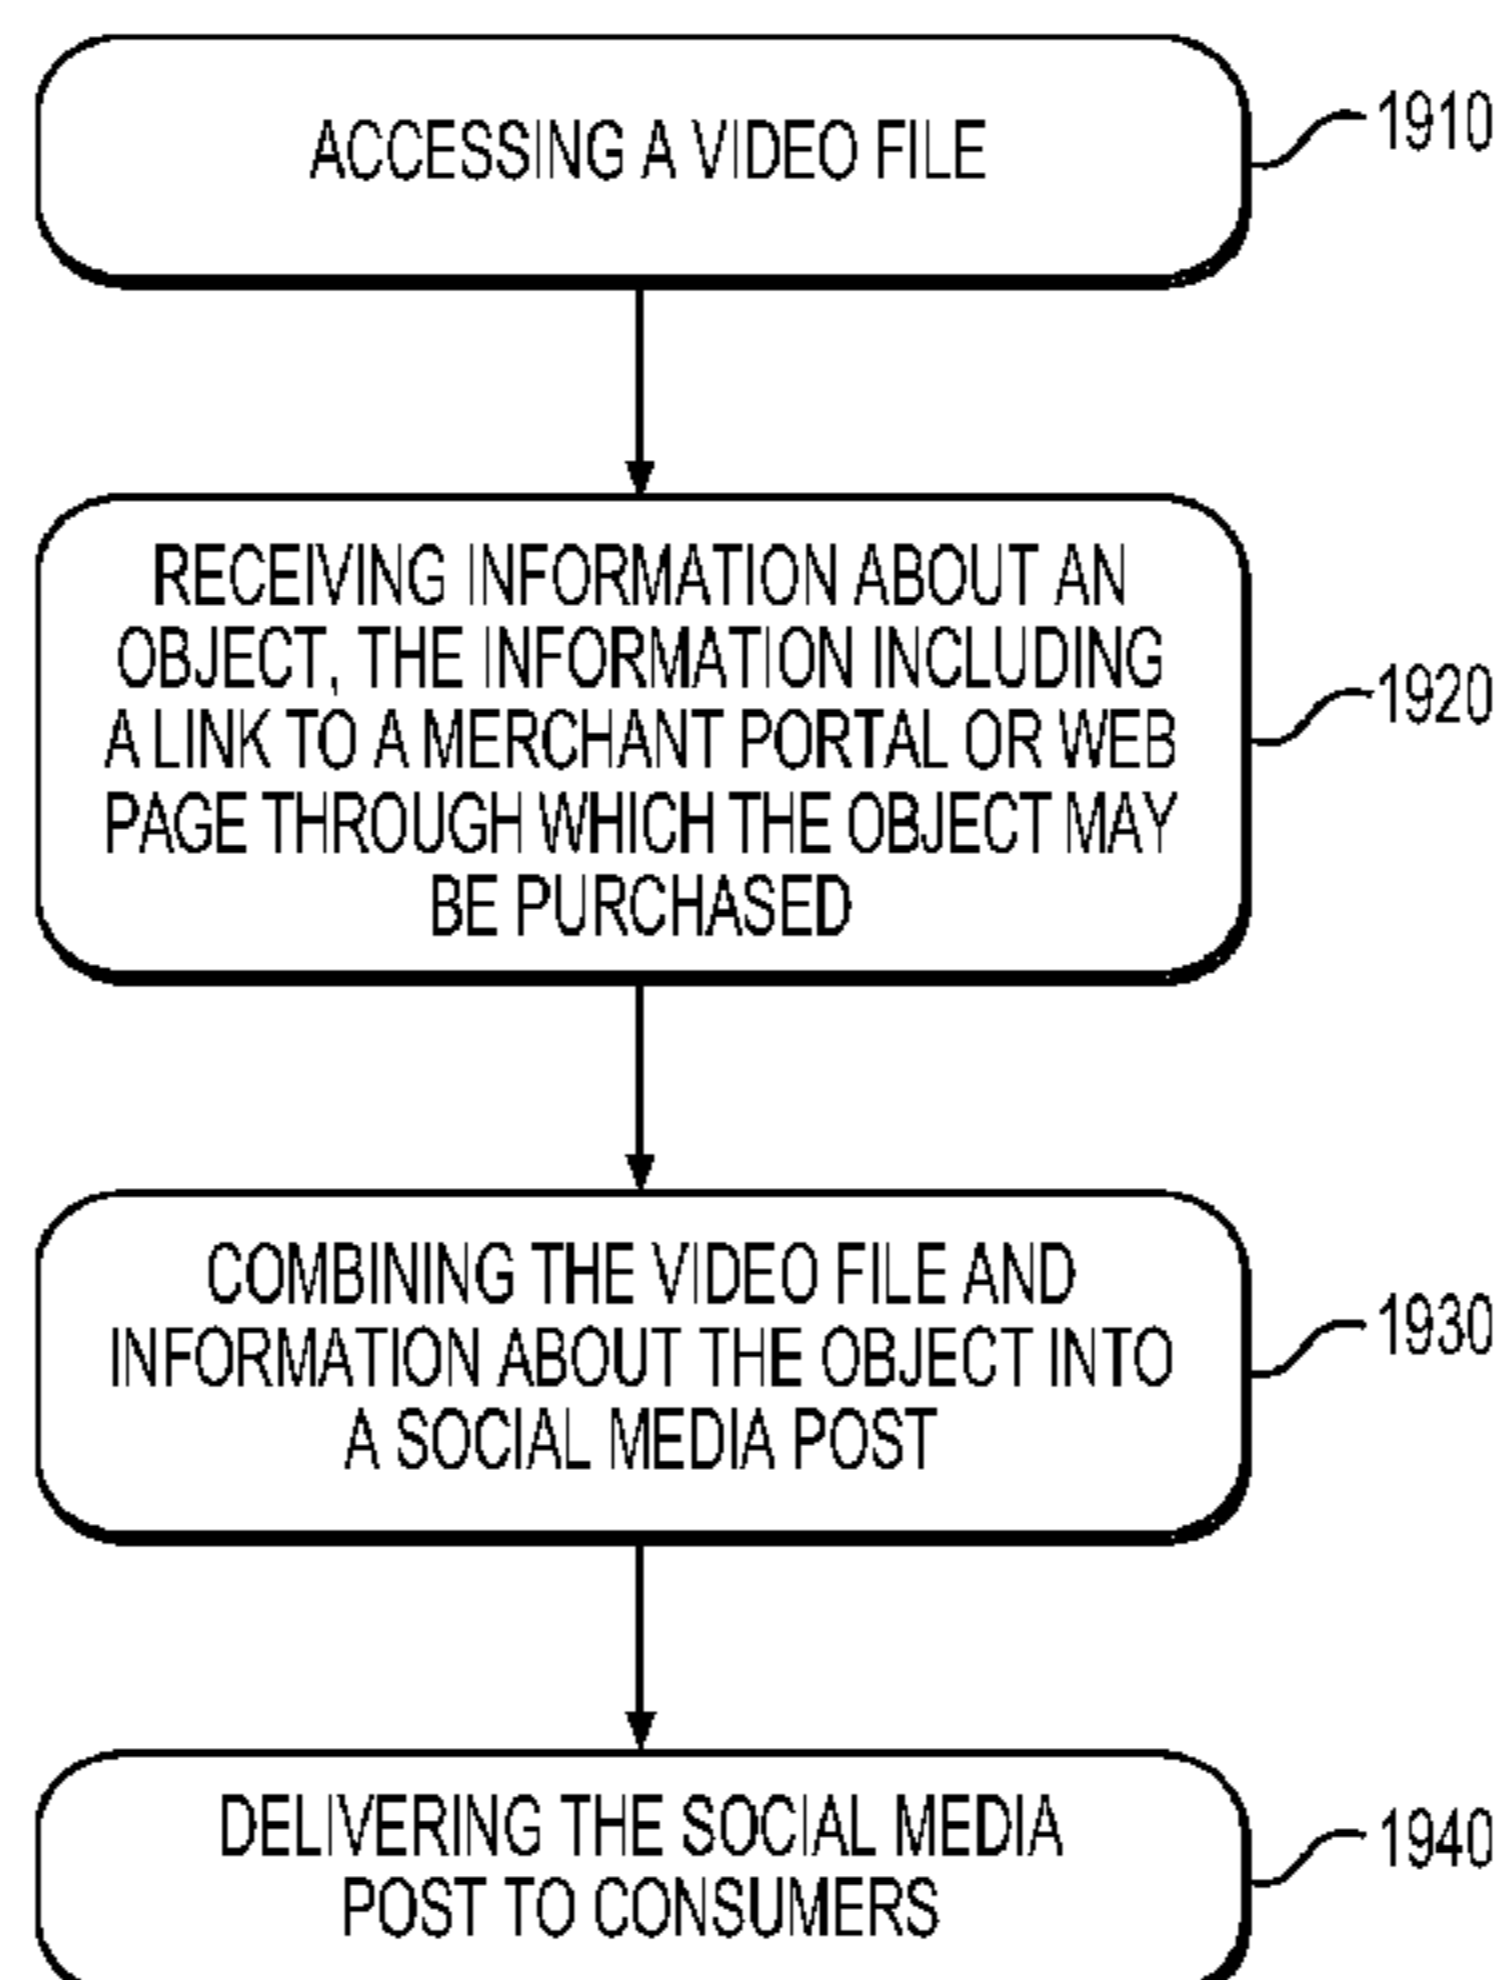 ACCESSING A VIDEO FILE
1910
RECEIVING INFORMATION ABOUT AN
OBJECT, THE INFORMATION INCLUDING
A LINK TO A MERCHANT PORTAL OR WEB
PAGE THROUGH WHICH THE OBJECT MAY
BE PURCHASED
1920
COMBINING THE VIDEO FILE AND
INFORMATION ABOUT THE OBJECT INTO
A SOCIAL MEDIA POST
1930
DELIVERING THE SOCIAL MEDIA
POST TO CONSUMERS
1940